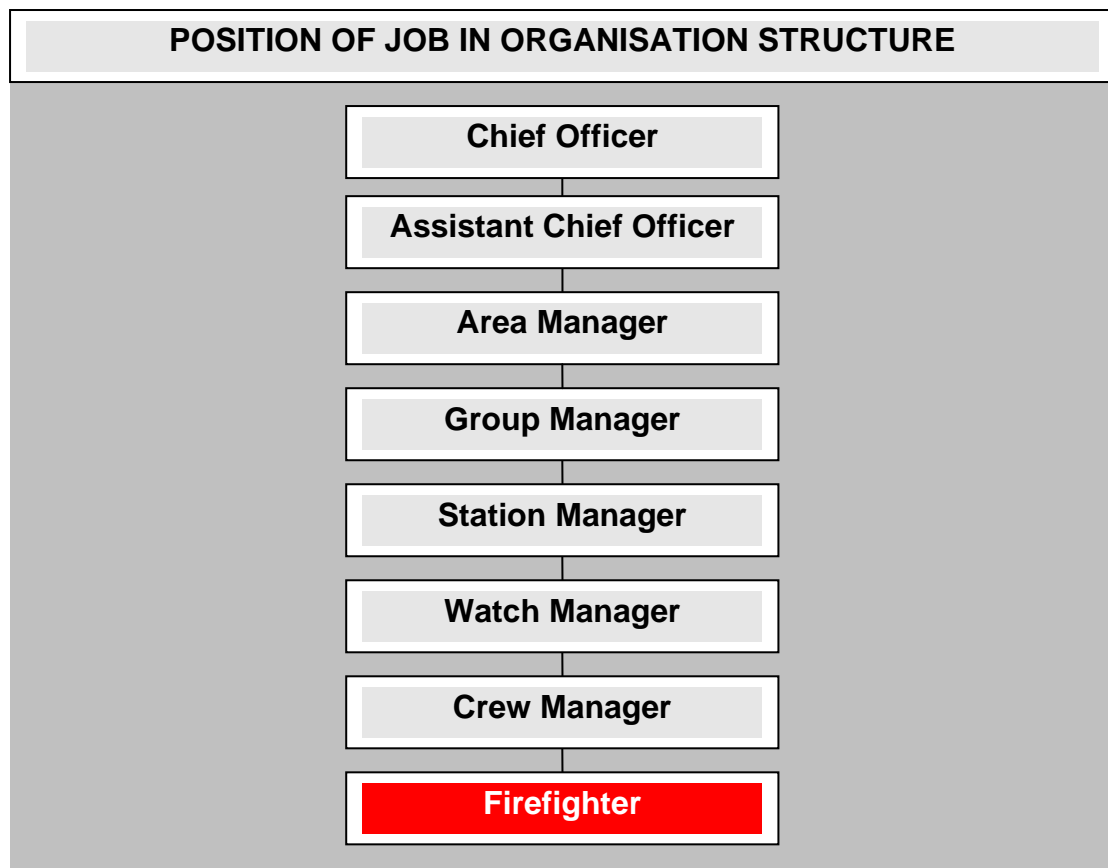 POSITION OF JOB IN ORGANISATION STRUCTURE
Chief Officer
Assistant Chief Officer
Area Manager
Group Manager
Station Manager
Watch Manager
Crew Manager
Firefighter